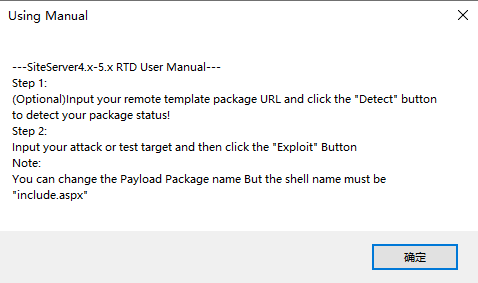 Using Manual
---SiteServer4.x-5.x RTD User Manual---
Step 1:
(Optional)Input your remote template package URL and click the "Detect" button
to detect your package status!
Step 2:
Input your attack or test target and then click the "Exploit" Button
Note:
You can change the Payload Package name But the shell name must be
"include.aspx"
确定